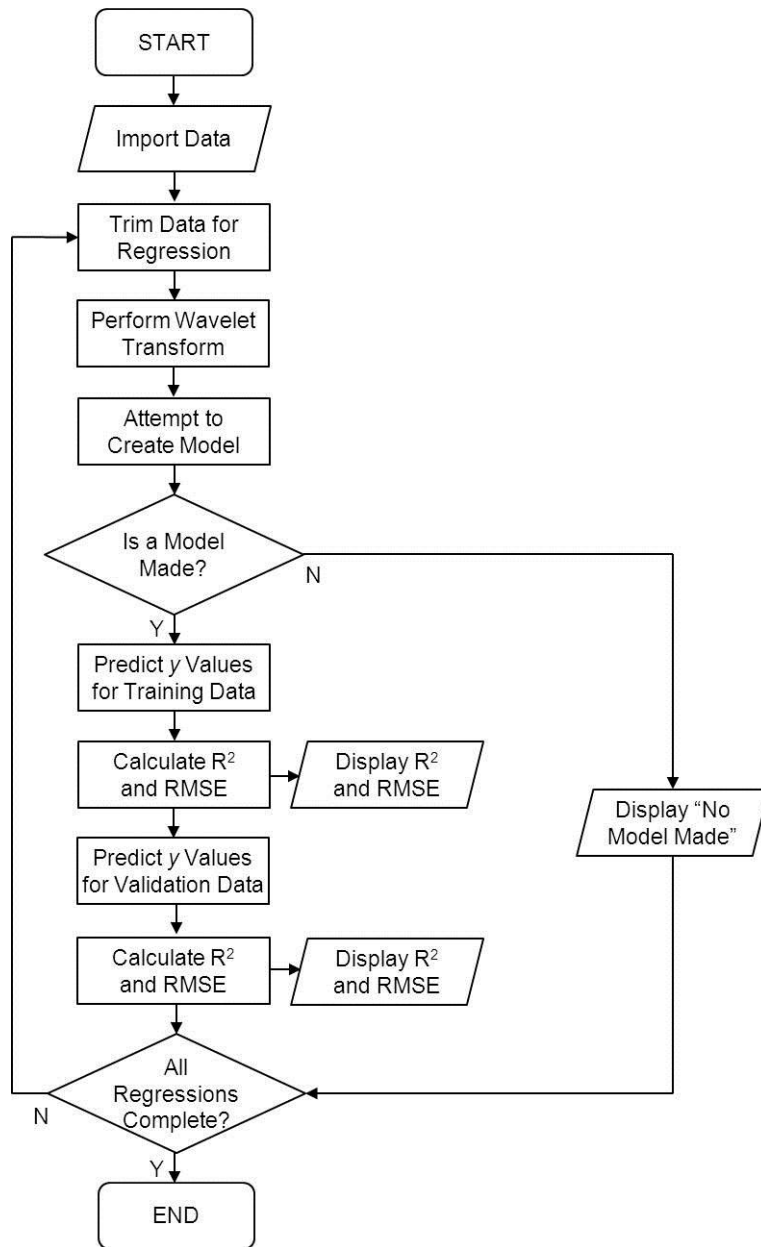 START
Import Data
Trim Data for
Regression
Perform Wavelet
Transform
Attempt to
Create Model
Is a Model
Made?
N
Y
Predict y Values
for Training Data
Calculate R²
and RMSE
Display R²
and RMSE
Display “No
Model Made”
Predict y Values
for Validation Data
Calculate R²
and RMSE
Display R²
and RMSE
All
Regressions
Complete?
N
Y
END